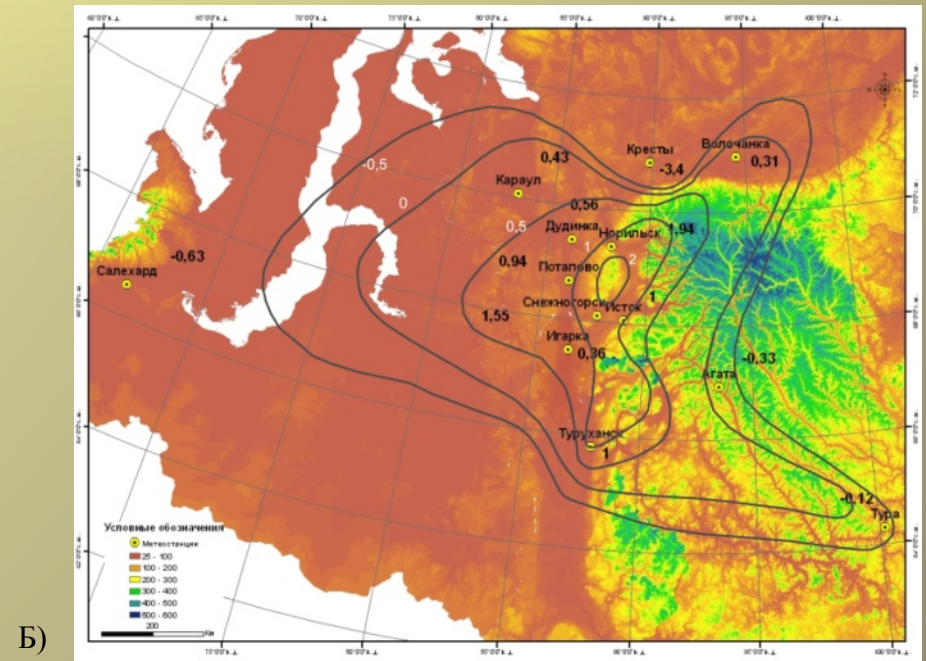 Кресты
Волочанка
-3,4
0,31
0,43
-0,5
Караул
0
0,56
0,5
Дудинка
1,94
Норильск
1
-0,63
0,94
2
Салехард
Потапово
1
Снежногорск
Исток
1,55
Игарка
0,36
-0,33
Агата
Туруханск
1
-0,12
Тура
Условные обозначения
Метеостанции
25 - 100
100 - 200
200 - 300
300 - 400
400 - 500
500 - 600
200
Км
Б)